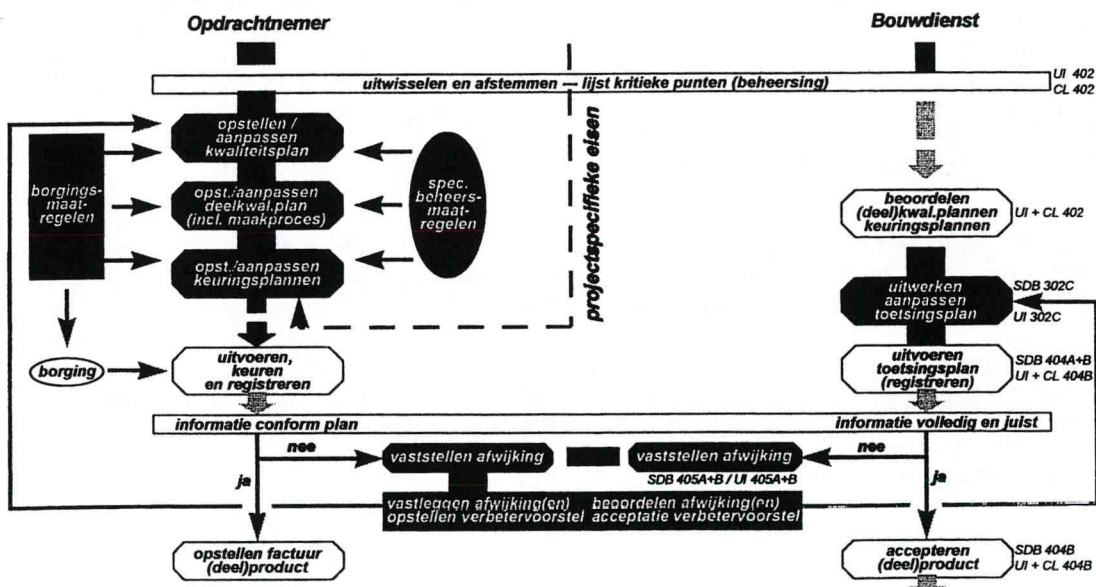 Opdrachtnemer
Bouwdienst
uitwisselen en afstemmen — lijst kritieke punten (beheersing)
UI 402
CL 402
opstellen /
aanpassen
kwaliteitsplan
borgings-
maat-
regelen
opst./aanpassen
deelkwal.plan
(incl. maakproces)
spec.
beheers-
maat-
regelen
projectspecifieke eisen
beoordelen
(deel)kwal.plannen
keuringsplannen
UI + CL 402
opst./aanpassen
keuringsplannen
uitwerken
aanpassen
toetsingsplan
SDB 302C
UI 302C
borging
uitvoeren,
keuren
en registreren
uitvoeren
toetsingsplan
(registreren)
SDB 404A+B
UI + CL 404B
informatie conform plan
informatie volledig en juist
nee
vaststellen afwijking
vaststellen afwijking
nee
ja
SDB 405A+B / UI 405A+B
ja
vastleggen afwijking(en)
opstellen verbetervoorstel
beoordelen afwijking(en)
acceptatie verbetervoorstel
opstellen factuur
(deel)product
accepteren
(deel)product
SDB 404B
UI + CL 404B